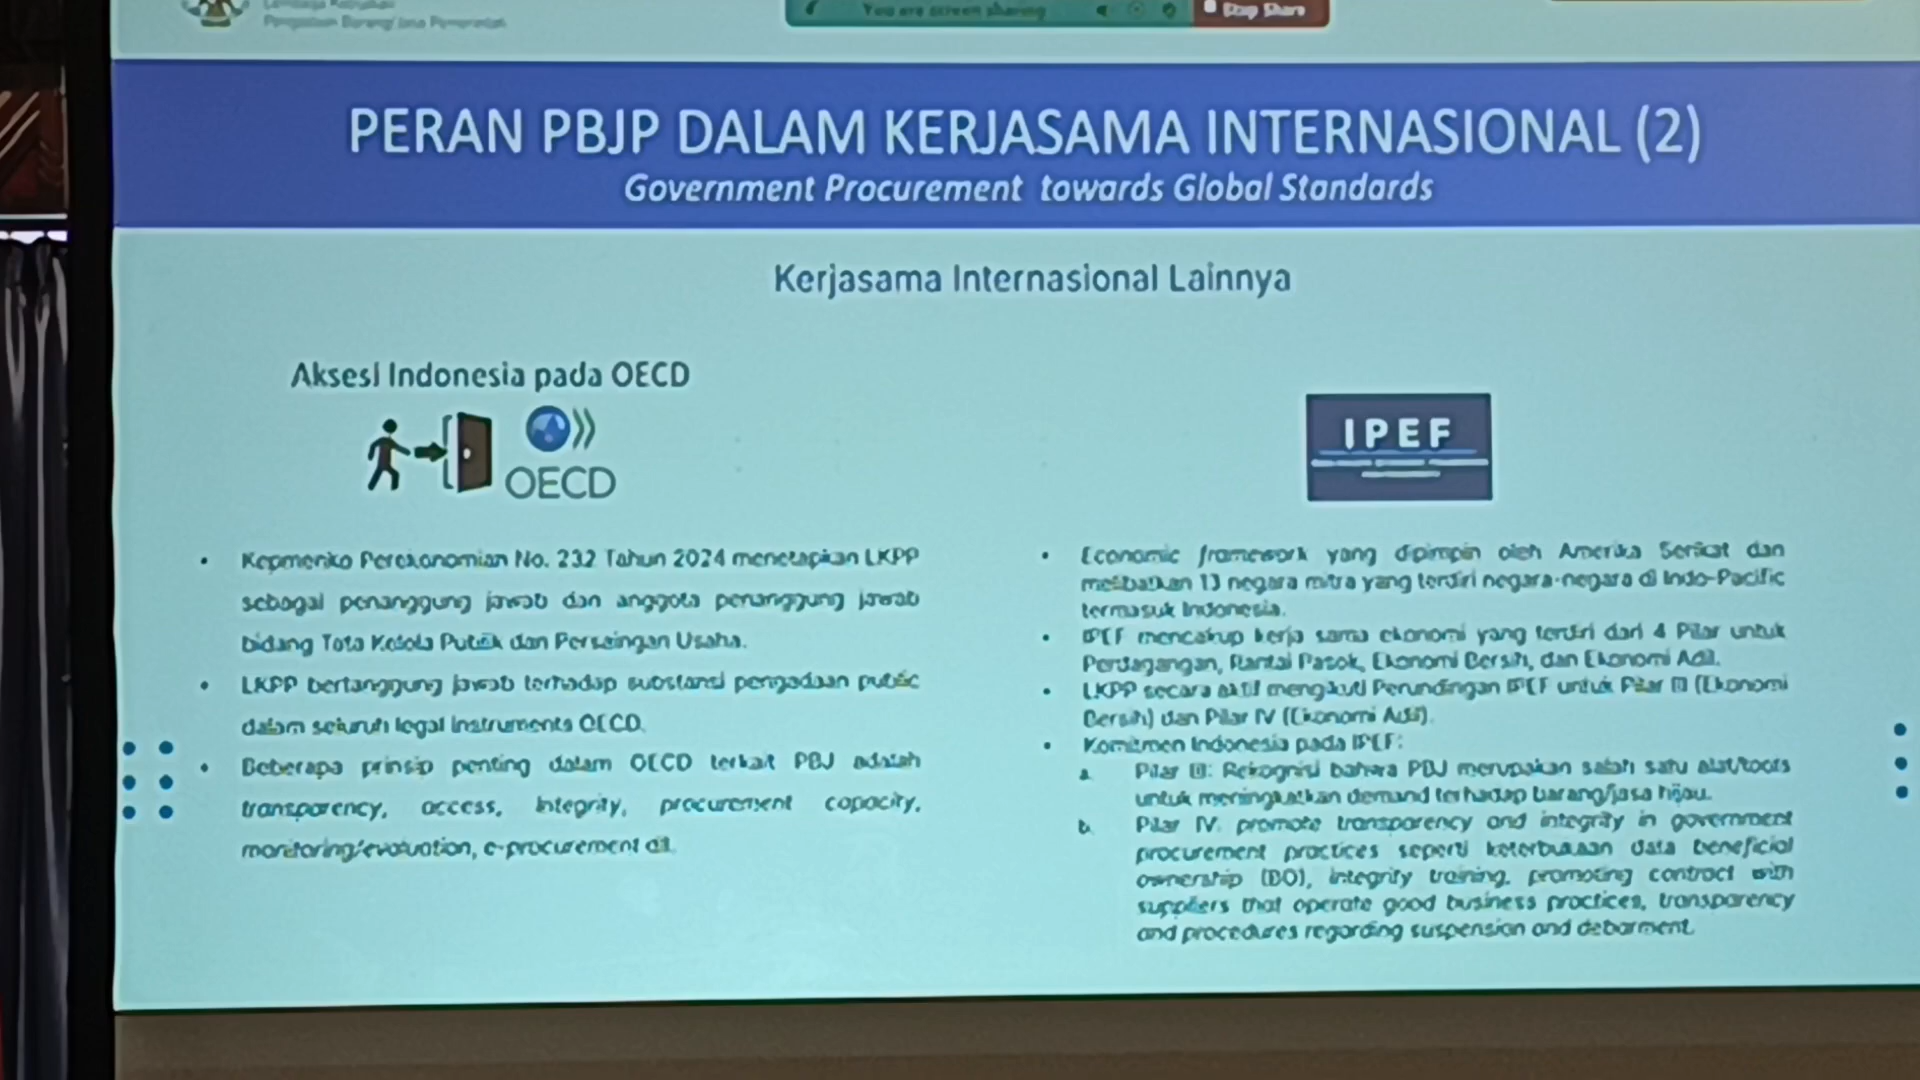 Lembaga Kebijakan
Pengadaan Barang/Jasa Pemerintah
You are screen sharing
Stop Share
PERAN PBJP DALAM KERJASAMA INTERNASIONAL (2)
Government Procurement towards Global Standards
Kerjasama Internasional Lainnya
Aksesi Indonesia pada OECD
OECD
• Kepmenko Perekonomian No. 232 Tahun 2024 menetapkan LKPP
sebagai penanggung jawab dan anggota penanggung jawab
bidang Tata Kelola Publik dan Persaingan Usaha.
• LKPP bertanggung jawab terhadap substansi pengadaan public
dalam seluruh legal instruments OECD.
• Beberapa prinsip penting dalam OECD terkait PBJ adalah
transparency, access, integrity, procurement capacity,
monitoring/evaluation, e-procurement dll.
IPEF
• Economic framework yang dipimpin oleh Amerika Serikat dan
melibatkan 13 negara mitra yang terdiri negara-negara di Indo-Pacific
termasuk Indonesia.
• IPEF mencakup kerja sama ekonomi yang terdiri dari 4 Pilar untuk
Perdagangan, Rantai Pasok, Ekonomi Bersih, dan Ekonomi Adil.
• LKPP secara aktif mengikuti Perundingan IPEF untuk Pilar III (Ekonomi
Bersih) dan Pilar IV (Ekonomi Adil).
• Komitmen Indonesia pada IPEF:
a. Pilar III: Rekognisi bahwa PBJ merupakan salah satu alat/tools
untuk meningkatkan demand terhadap barang/jasa hijau.
b. Pilar IV: promote transparency and integrity in government
procurement practices seperti keterbukaan data beneficial
ownership (BO), integrity training, promoting contract with
suppliers that operate good business practices, transparency
and procedures regarding suspension and debarment.